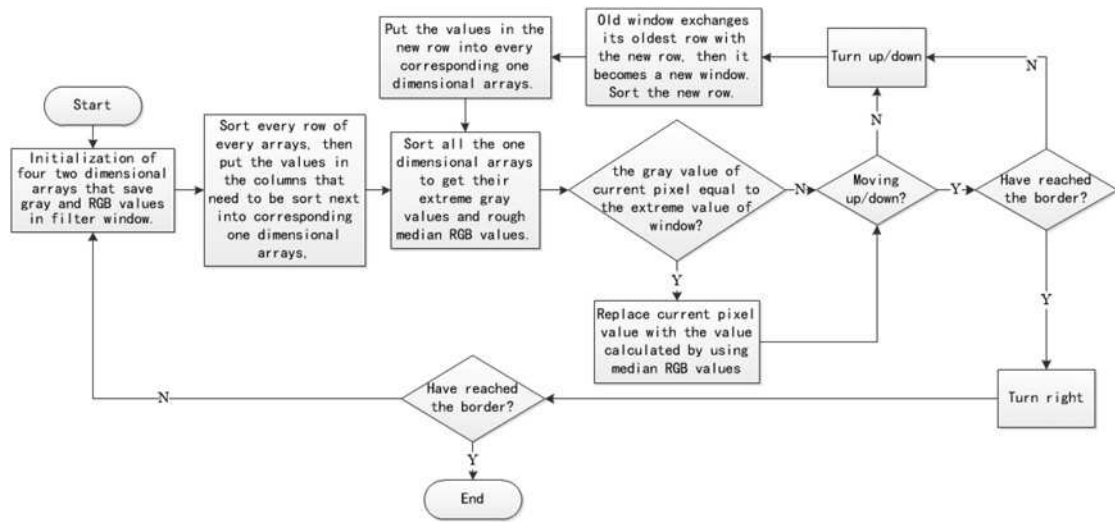 Start
Initialization of
four two dimensional
arrays that save
gray and RGB values
in filter window.
Sort every row of
every arrays, then
put the values in
the columns that
need to be sort next
into corresponding
one dimensional
arrays,
Put the values in the
new row into every
corresponding one
dimensional arrays.
Sort all the one
dimensional arrays
to get their
extreme gray
values and rough
median RGB values.
Old window exchanges
its oldest row with
the new row, then it
becomes a new window.
Sort the new row.
Turn up/down
the gray value of
current pixel equal to
the extreme value of
window?
N
Y
Replace current pixel
value with the value
calculated by using
median RGB values
Moving
up/down?
N
Y
Have reached
the border?
N
Y
Turn right
Have reached
the border?
N
Y
End